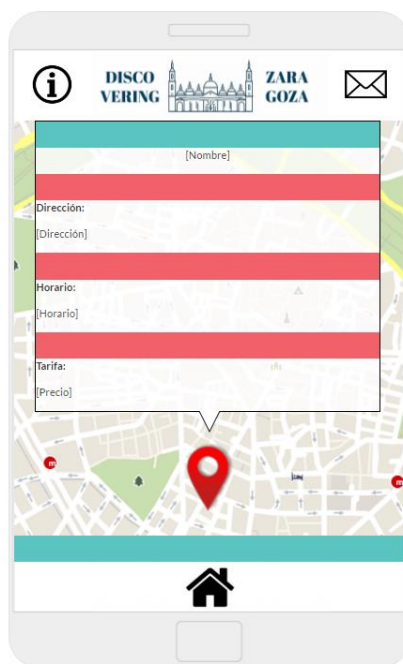 DISCO
VERING
ZARA
GOZA
[Nombre]
Dirección:
[Dirección]
Horario:
[Horario]
Tarifa:
[Precio]
m
m